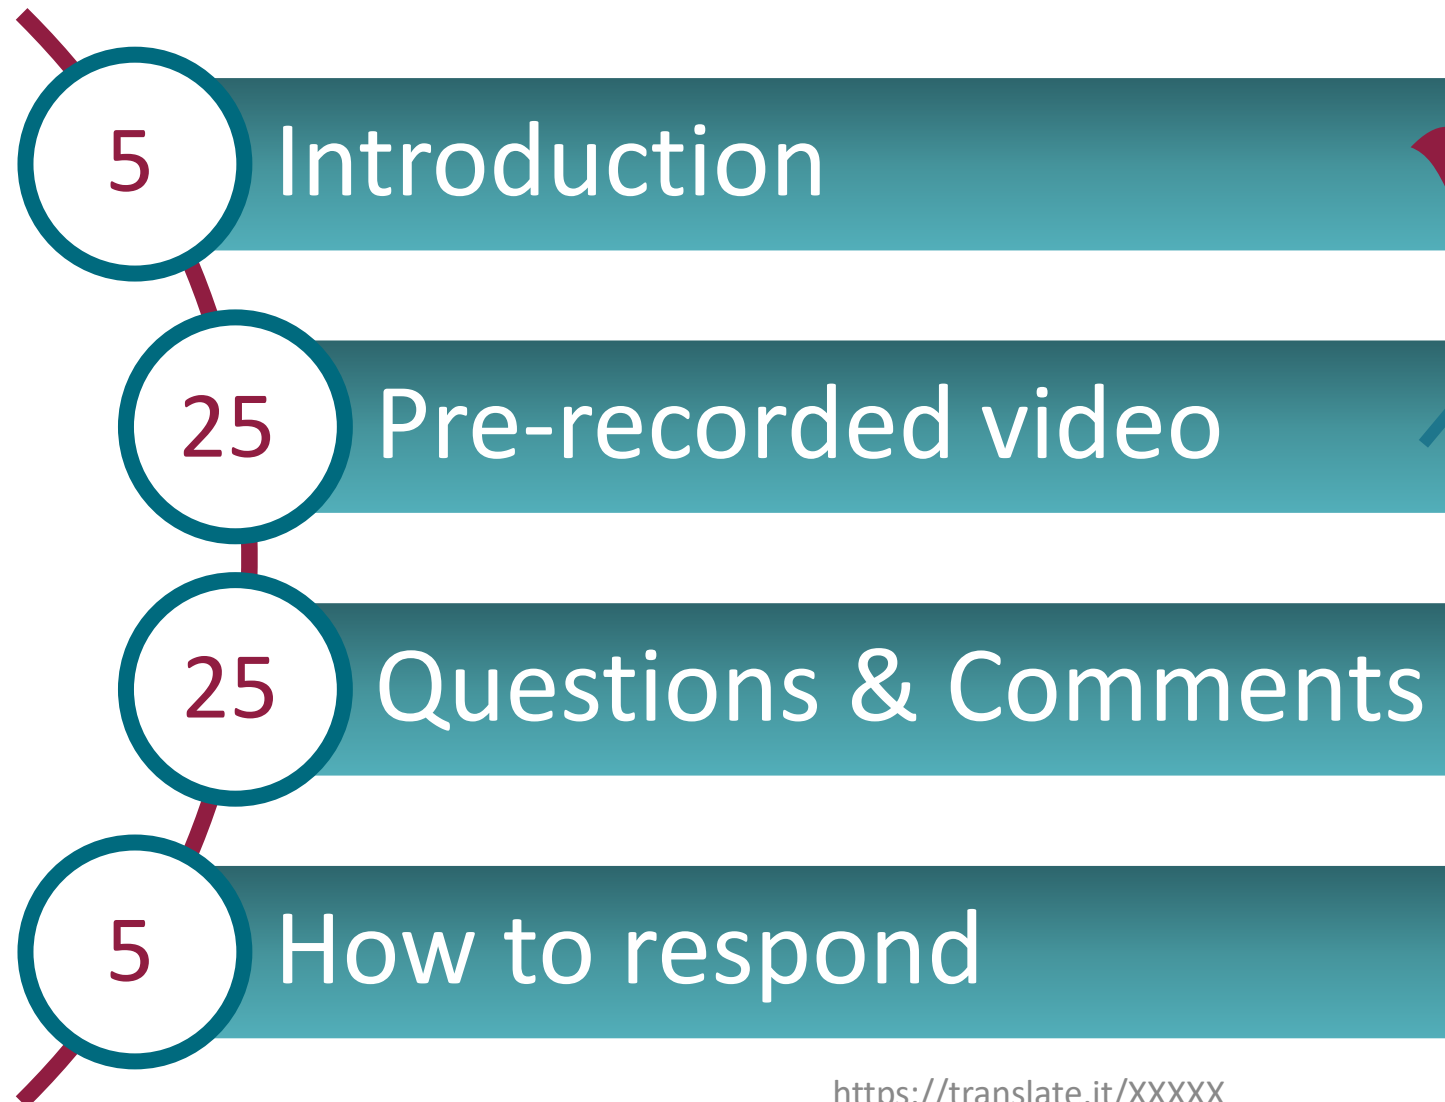 5 Introduction
25 Pre-recorded video
25 Questions & Comments
5 How to respond
https://translate.it/XXXXX